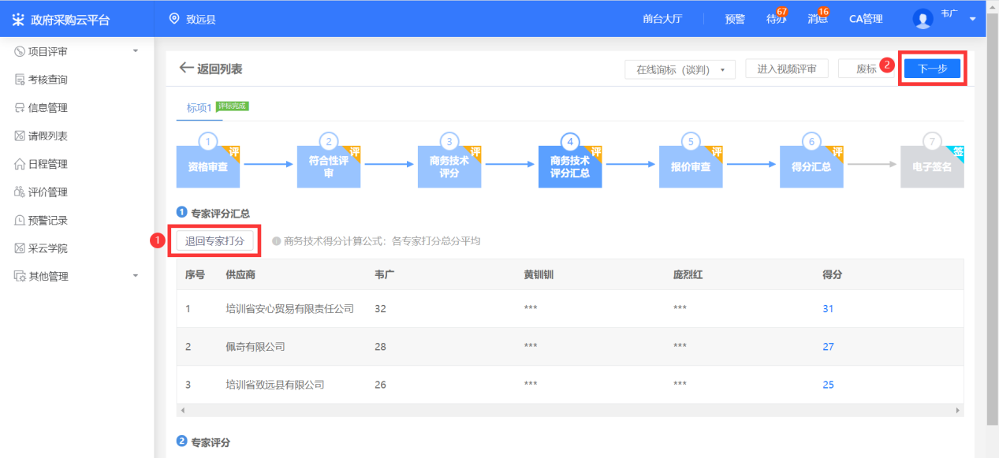 政府采购云平台
致远县
前台大厅
预警
待办
67
消息
16
CA管理
韦广
项目评审
考核查询
信息管理
请假列表
日程管理
评价管理
预警记录
采云学院
其他管理
返回列表
在线询标（谈判）
进入视频评审
废标
2
下一步
标项1
评标完成
1
评
资格审查
2
评
符合性评
审
3
评
商务技术
评分
4
评
商务技术
评分汇总
5
评
报价审查
6
评
得分汇总
7
签
电子签名
1 专家评分汇总
1
退回专家打分
商务技术得分计算公式：各专家打分总分平均
序号 供应商 韦广 黄钏钏 庞烈红 得分
1 培训省安心贸易有限责任公司 32 *** *** 31
2 佩奇有限公司 28 *** *** 27
3 培训省致远县有限公司 26 *** *** 25
2 专家评分